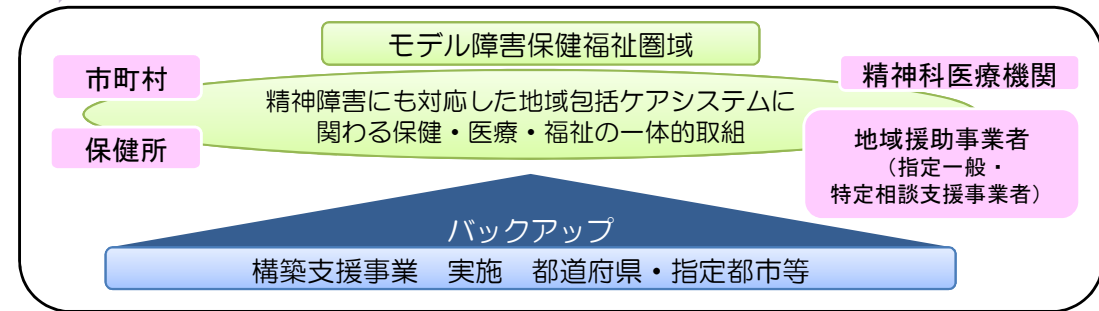 モデル障害保健福祉圏域
市町村
精神科医療機関
精神障害にも対応した地域包括ケアシステムに
関わる保健・医療・福祉の一体的取組
保健所
地域援助事業者
（指定一般・
特定相談支援事業者）
バックアップ
構築支援事業　実施　都道府県・指定都市等